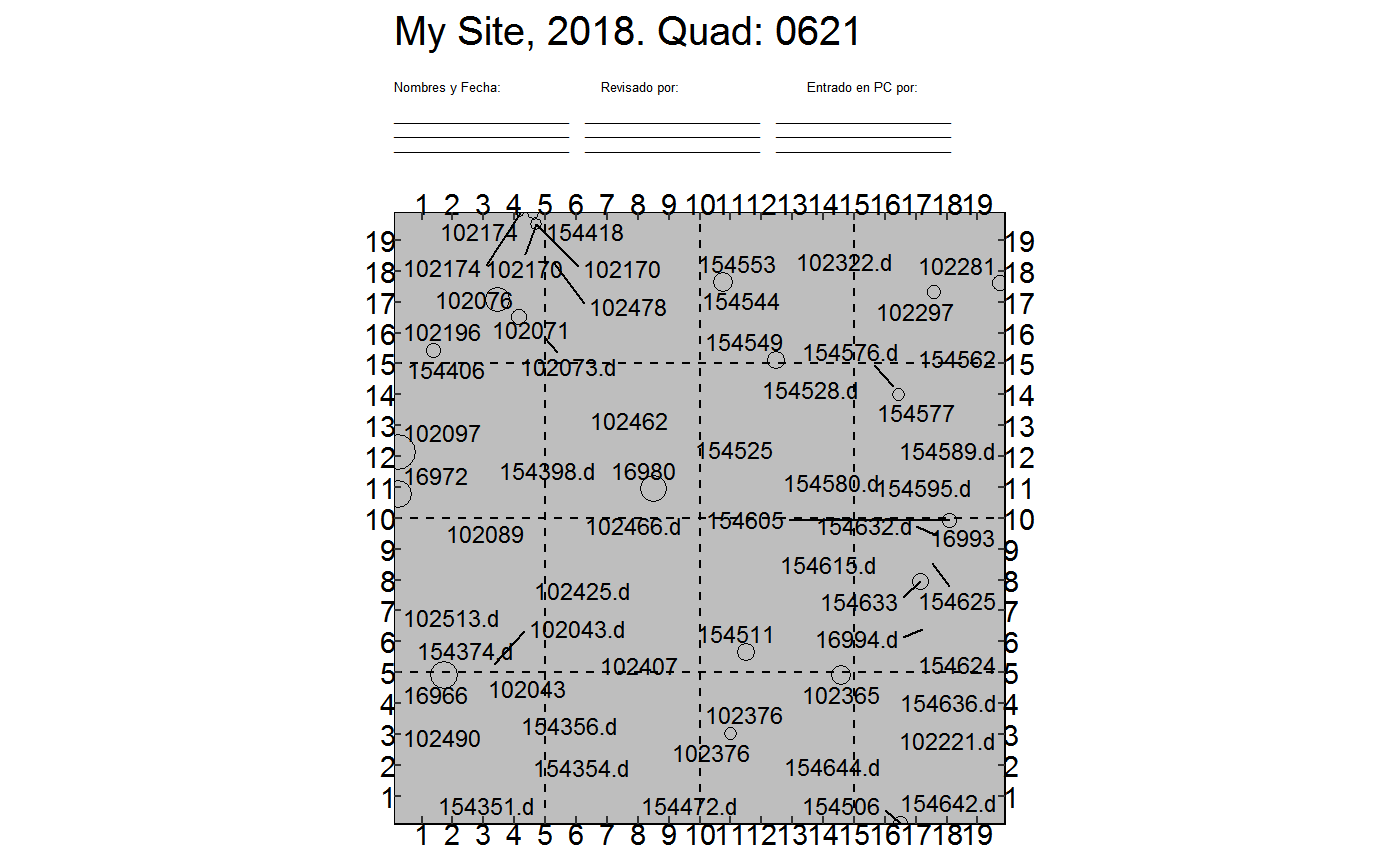 My Site, 2018. Quad: 0621
Nombres y Fecha: Revisado por: Entrado en PC por:
1 2 3 4 5 6 7 8 9 10 11 12 13 14 15 16 17 18 19
102174 154418
19 19
154553 102322.d 102281
18 102174 102170 102170 18
102076 154544
17 102478 102297 17
16 102196 102071 16
154549 154576.d
15 154562 15
154406 102073.d
14 154528.d 14
154577
13 102097 102462 13
12 154525 154589.d 12
16972 154398.d 16980
11 154580.d 154595.d 11
10 102466.d 154605 154632.d 10
102089 16993
9 9
8 154615.d 8
102425.d 154633 154625
7 102513.d 7
102043.d 154511 16994.d
6 154374.d 6
5 102407 154624 5
16966 102043 102365
4 154636.d 4
154356.d 102376
3 102490 102221.d 3
102376
2 154354.d 154644.d 2
1 154351.d 154472.d 154506 154642.d 1
1 2 3 4 5 6 7 8 9 10 11 12 13 14 15 16 17 18 19